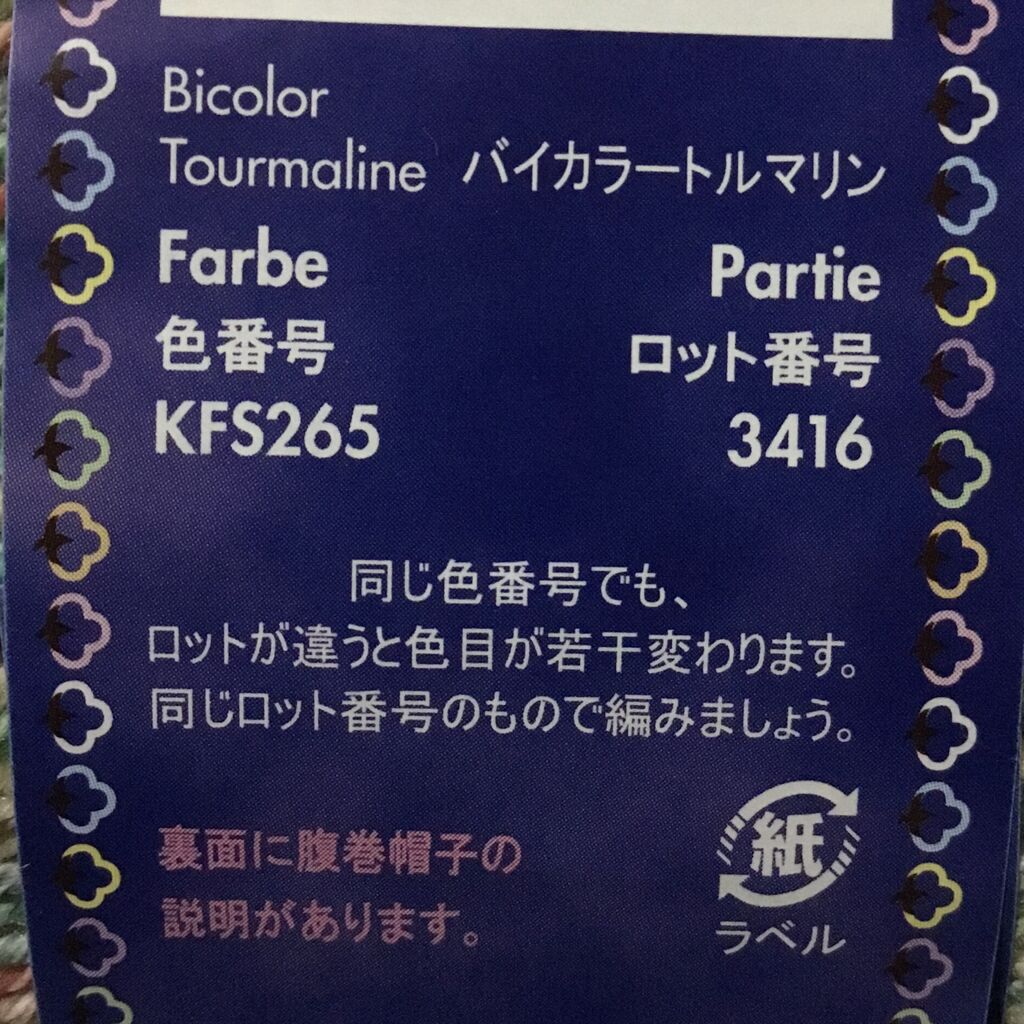 Bicolor
Tourmaline バイカラートルマリン
Farbe Partie
色番号 ロット番号
KFS265 3416
同じ色番号でも、
ロットが違うと色目が若干変わります。
同じロット番号のもので編みましょう。
裏面に腹巻帽子の
説明があります。
紙
ラベル